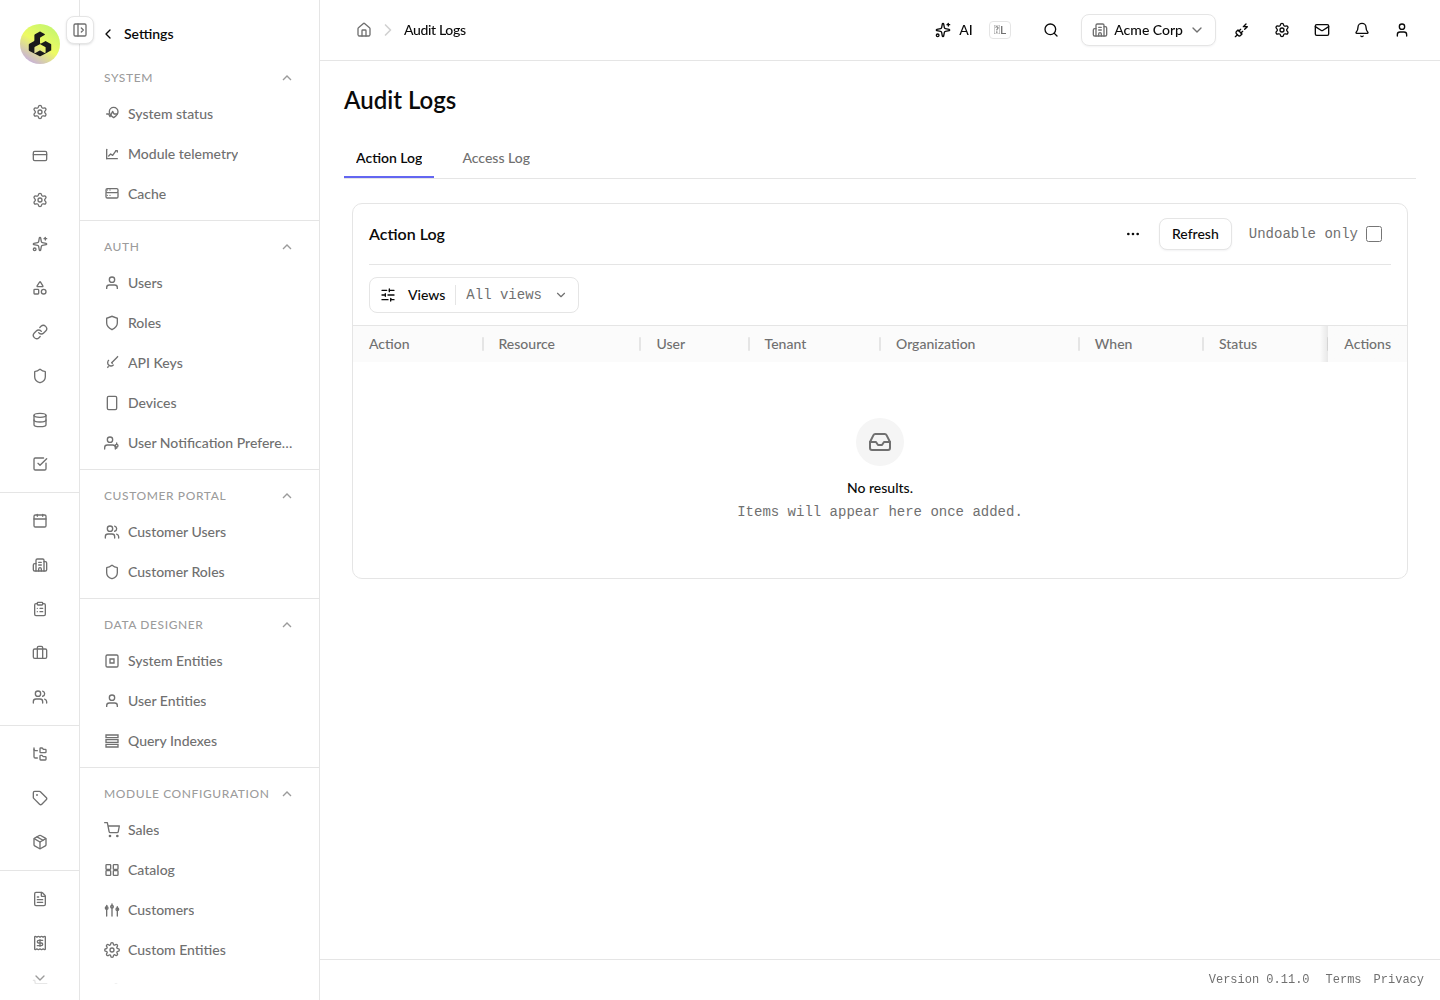 Settings
SYSTEM
System status
Module telemetry
Cache
AUTH
Users
Roles
API Keys
Devices
User Notification Prefere...
CUSTOMER PORTAL
Customer Users
Customer Roles
DATA DESIGNER
System Entities
User Entities
Query Indexes
MODULE CONFIGURATION
Sales
Catalog
Customers
Custom Entities
Audit Logs
AI
L
Acme Corp
Audit Logs
Action Log
Access Log
Action Log
Refresh
Undoable only
Views
All views
Action
Resource
User
Tenant
Organization
When
Status
Actions
No results.
Items will appear here once added.
Version 0.11.0
Terms
Privacy